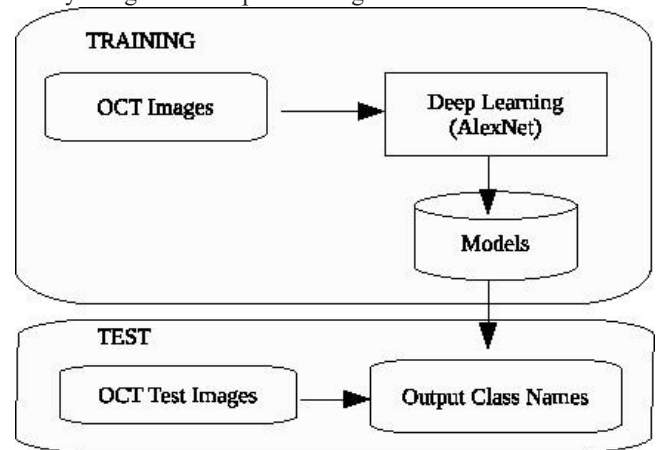 TRAINING
OCT Images
Deep Learning
(AlexNet)
Models
TEST
OCT Test Images
Output Class Names